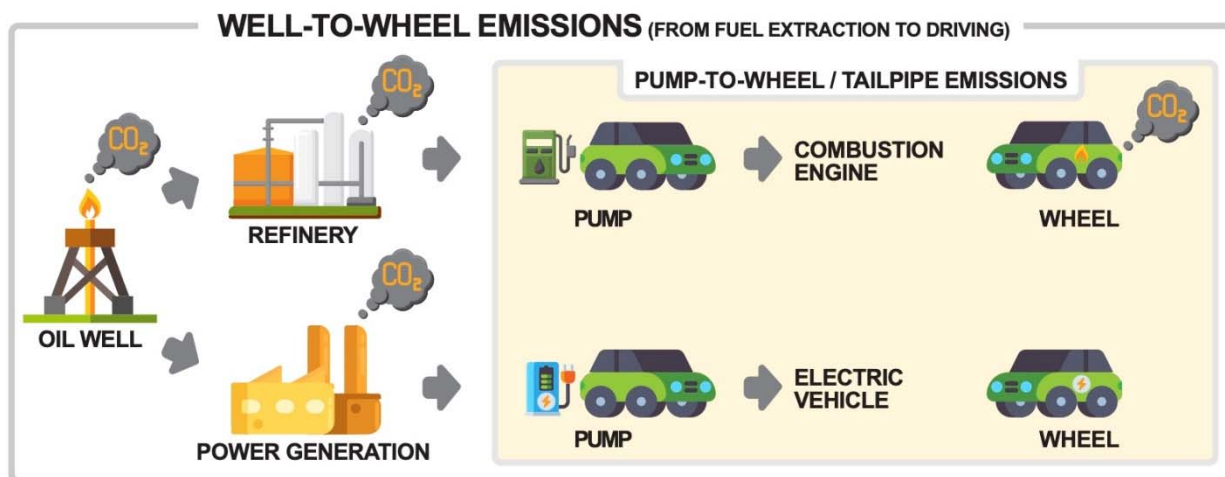 WELL-TO-WHEEL EMISSIONS (FROM FUEL EXTRACTION TO DRIVING)
PUMP-TO-WHEEL / TAILPIPE EMISSIONS
CO₂
CO₂
CO₂
COMBUSTION
ENGINE
PUMP
WHEEL
REFINERY
CO₂
OIL WELL
ELECTRIC
VEHICLE
PUMP
WHEEL
POWER GENERATION